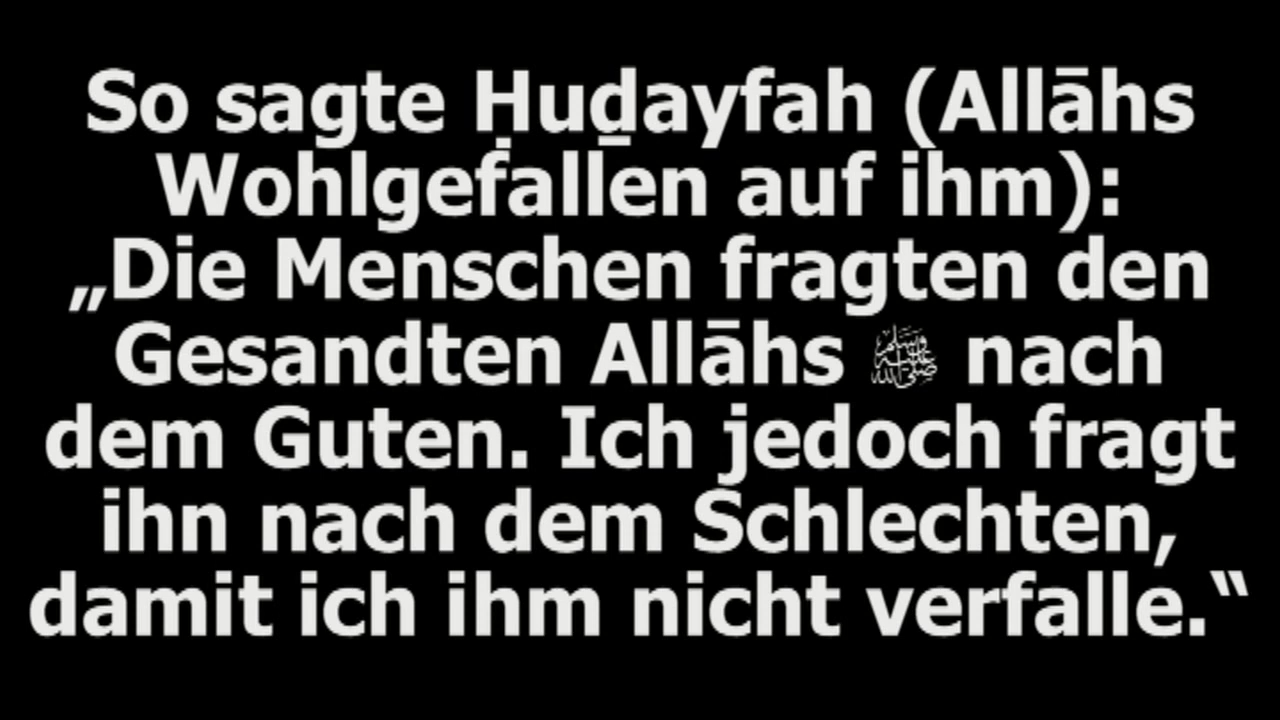 So sagte Ḥuḏayfah (Allāhs
Wohlgefallen auf ihm):
„Die Menschen fragten den
Gesandten Allāhs ﷺ nach
dem Guten. Ich jedoch fragt
ihn nach dem Schlechten,
damit ich ihm nicht verfalle.‟